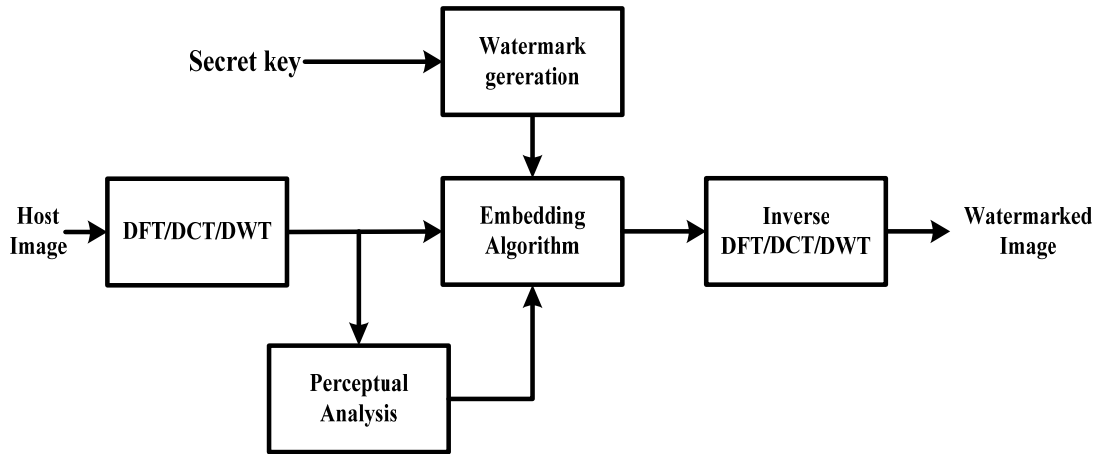 Secret key
Watermark
gereration
Host
Image
DFT/DCT/DWT
Embedding
Algorithm
Inverse
DFT/DCT/DWT
Watermarked
Image
Perceptual
Analysis